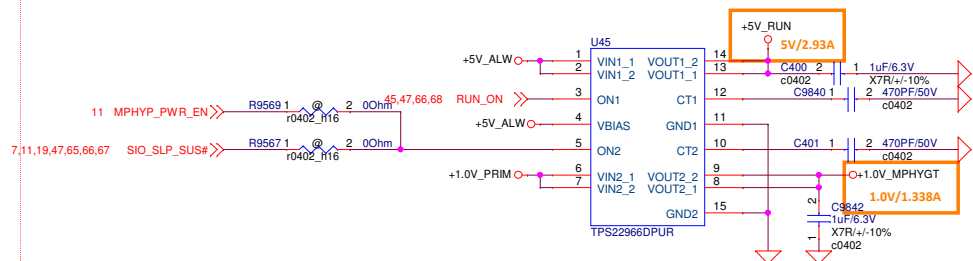 +5V_RUN
5V/2.93A
U45
+5V_ALW
1
2
VIN1_1
VIN1_2
VOUT1_2
VOUT1_1
14
13
C400 2
1 1uF/6.3V
X7R/+/-10%
c0402
11 MPHYP_PWR_EN
R9569 1
@
2 0Ohm
r0402_h16
45,47,66,68 RUN_ON
3
ON1
CT1
12
C9840 1
2 470PF/50V
c0402
+5V_ALW
4
VBIAS
GND1
11
7,11,19,47,65,66,67 SIO_SLP_SUS#
R9567 1
@
2 0Ohm
r0402_h16
5
ON2
CT2
10
C401 1
2 470PF/50V
c0402
+1.0V_PRIM
6
7
VIN2_1
VIN2_2
VOUT2_2
VOUT2_1
9
8
+1.0V_MPHYGT
1.0V/1.338A
GND2
15
2
1
C9842
1uF/6.3V
X7R/+/-10%
c0402
TPS22966DPUR